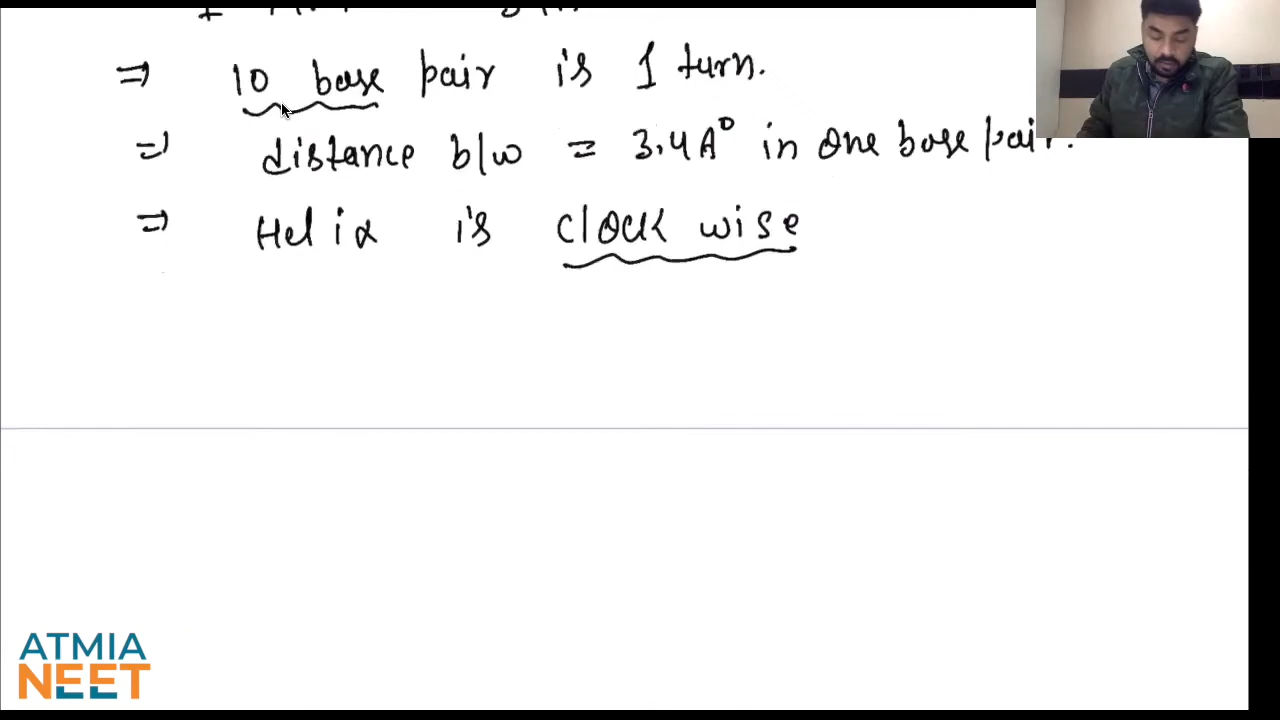 ⇒ 10 base pair is 1 turn.
⇒ distance b/w = 3.4A° in one base pair.
⇒ Helix is clock wise
ATMIA
NEET